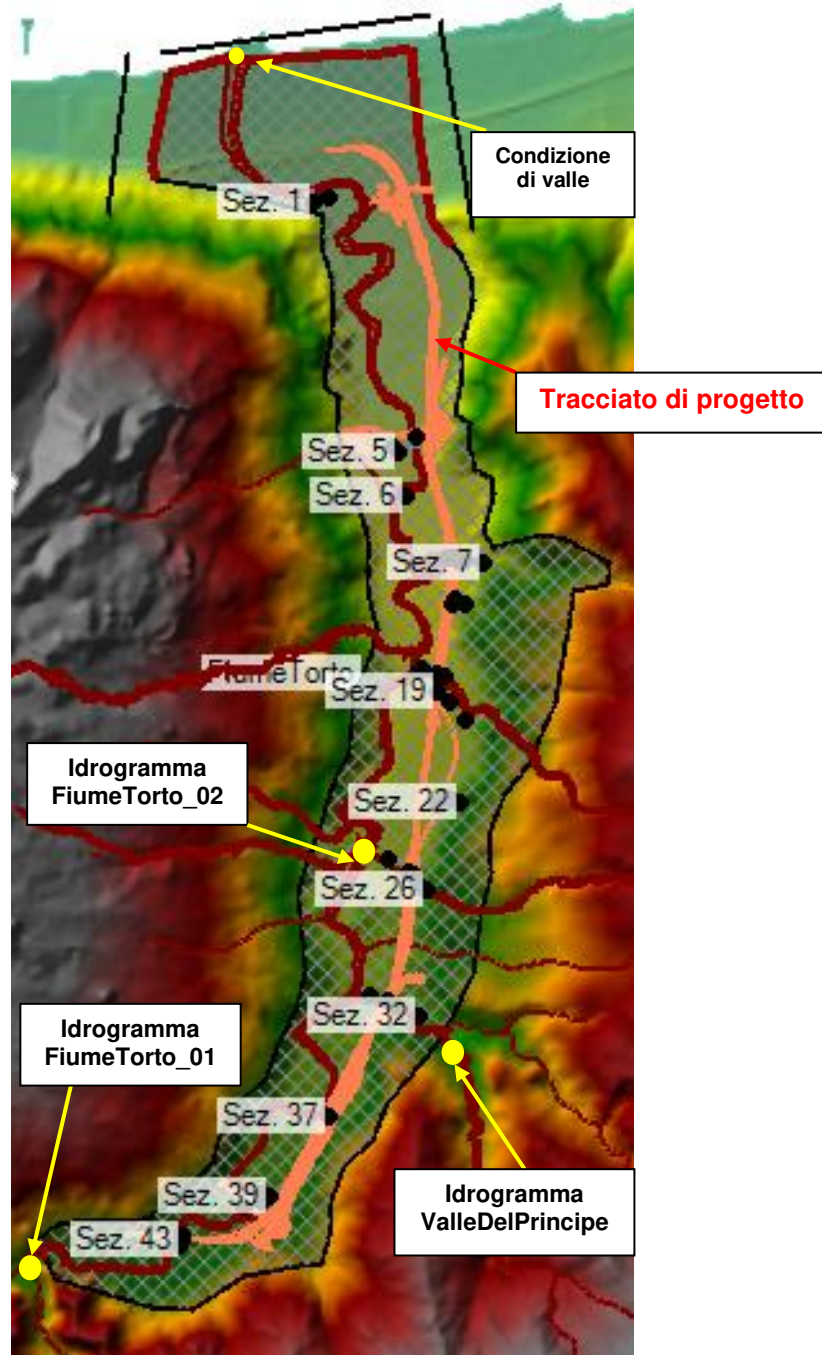 Condizione
di valle
Sez. 1
Tracciato di progetto
Sez. 5
Sez. 6
Sez. 7
FiumeTorto
Sez. 19
Idrogramma
FiumeTorto_02
Sez. 22
Sez. 26
Sez. 32
Idrogramma
FiumeTorto_01
Sez. 37
Sez. 39
Idrogramma
ValleDelPrincipe
Sez. 43